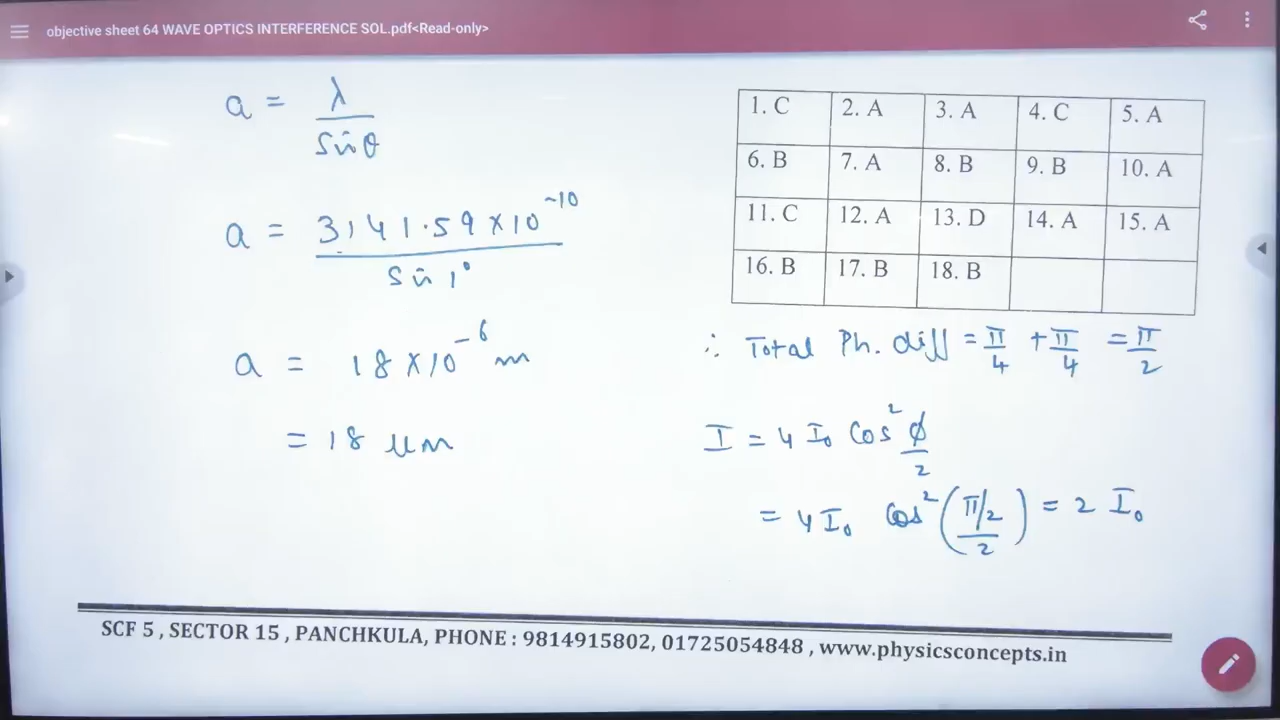 objective sheet 64 WAVE OPTICS INTERFERENCE SOL.pdf<Read-only>
a = λ / sin θ
a = 3141.59 × 10^-10 / sin 1°
a = 18 × 10^-6 m
= 18 μm
1. C 2. A 3. A 4. C 5. A
6. B 7. A 8. B 9. B 10. A
11. C 12. A 13. D 14. A 15. A
16. B 17. B 18. B
∴ Total Ph. diff = π/4 + π/4 = π/2
I = 4 I₀ cos² φ/2
= 4 I₀ cos² ((π/2)/2) = 2 I₀
SCF 5 , SECTOR 15 , PANCHKULA, PHONE : 9814915802, 01725054848 , www.physicsconcepts.in